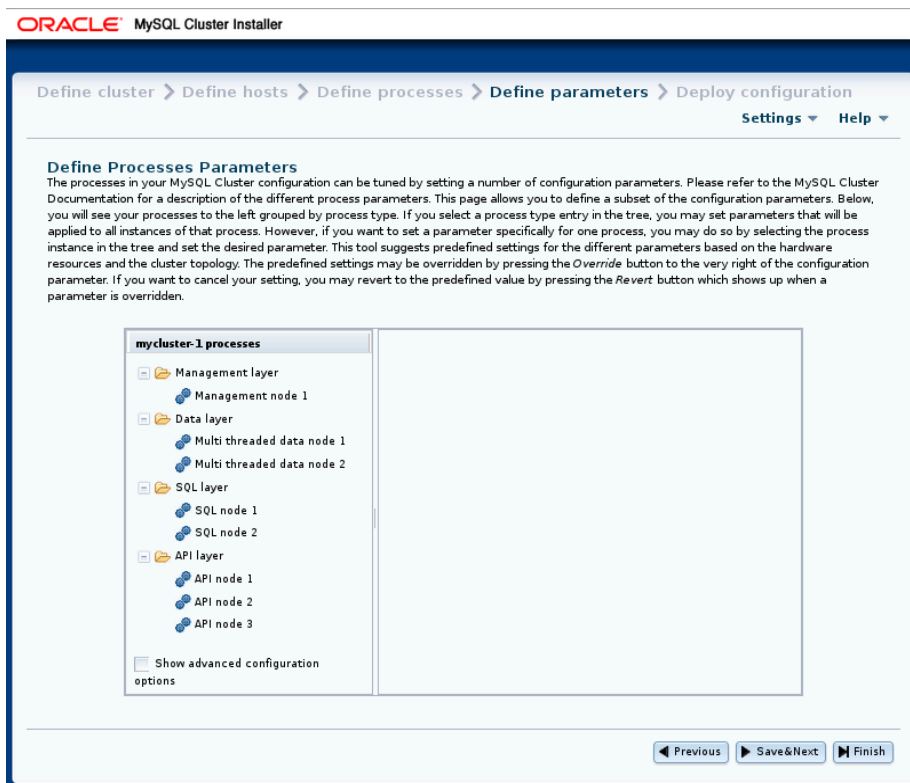 ORACLE MySQL Cluster Installer
Define cluster > Define hosts > Define processes > Define parameters > Deploy configuration
Settings Help
Define Processes Parameters
The processes in your MySQL Cluster configuration can be tuned by setting a number of configuration parameters. Please refer to the MySQL Cluster
Documentation for a description of the different process parameters. This page allows you to define a subset of the configuration parameters. Below,
you will see your processes to the left grouped by process type. If you select a process type entry in the tree, you may set parameters that will be
applied to all instances of that process. However, if you want to set a parameter specifically for one process, you may do so by selecting the process
instance in the tree and set the desired parameter. This tool suggests predefined settings for the different parameters based on the hardware
resources and the cluster topology. The predefined settings may be overridden by pressing the Override button to the very right of the configuration
parameter. If you want to cancel your setting, you may revert to the predefined value by pressing the Revert button which shows up when a
parameter is overridden.
mycluster-1 processes
Management layer
Management node 1
Data layer
Multi threaded data node 1
Multi threaded data node 2
SQL layer
SQL node 1
SQL node 2
API layer
API node 1
API node 2
API node 3
Show advanced configuration
options
Previous Save&Next Finish